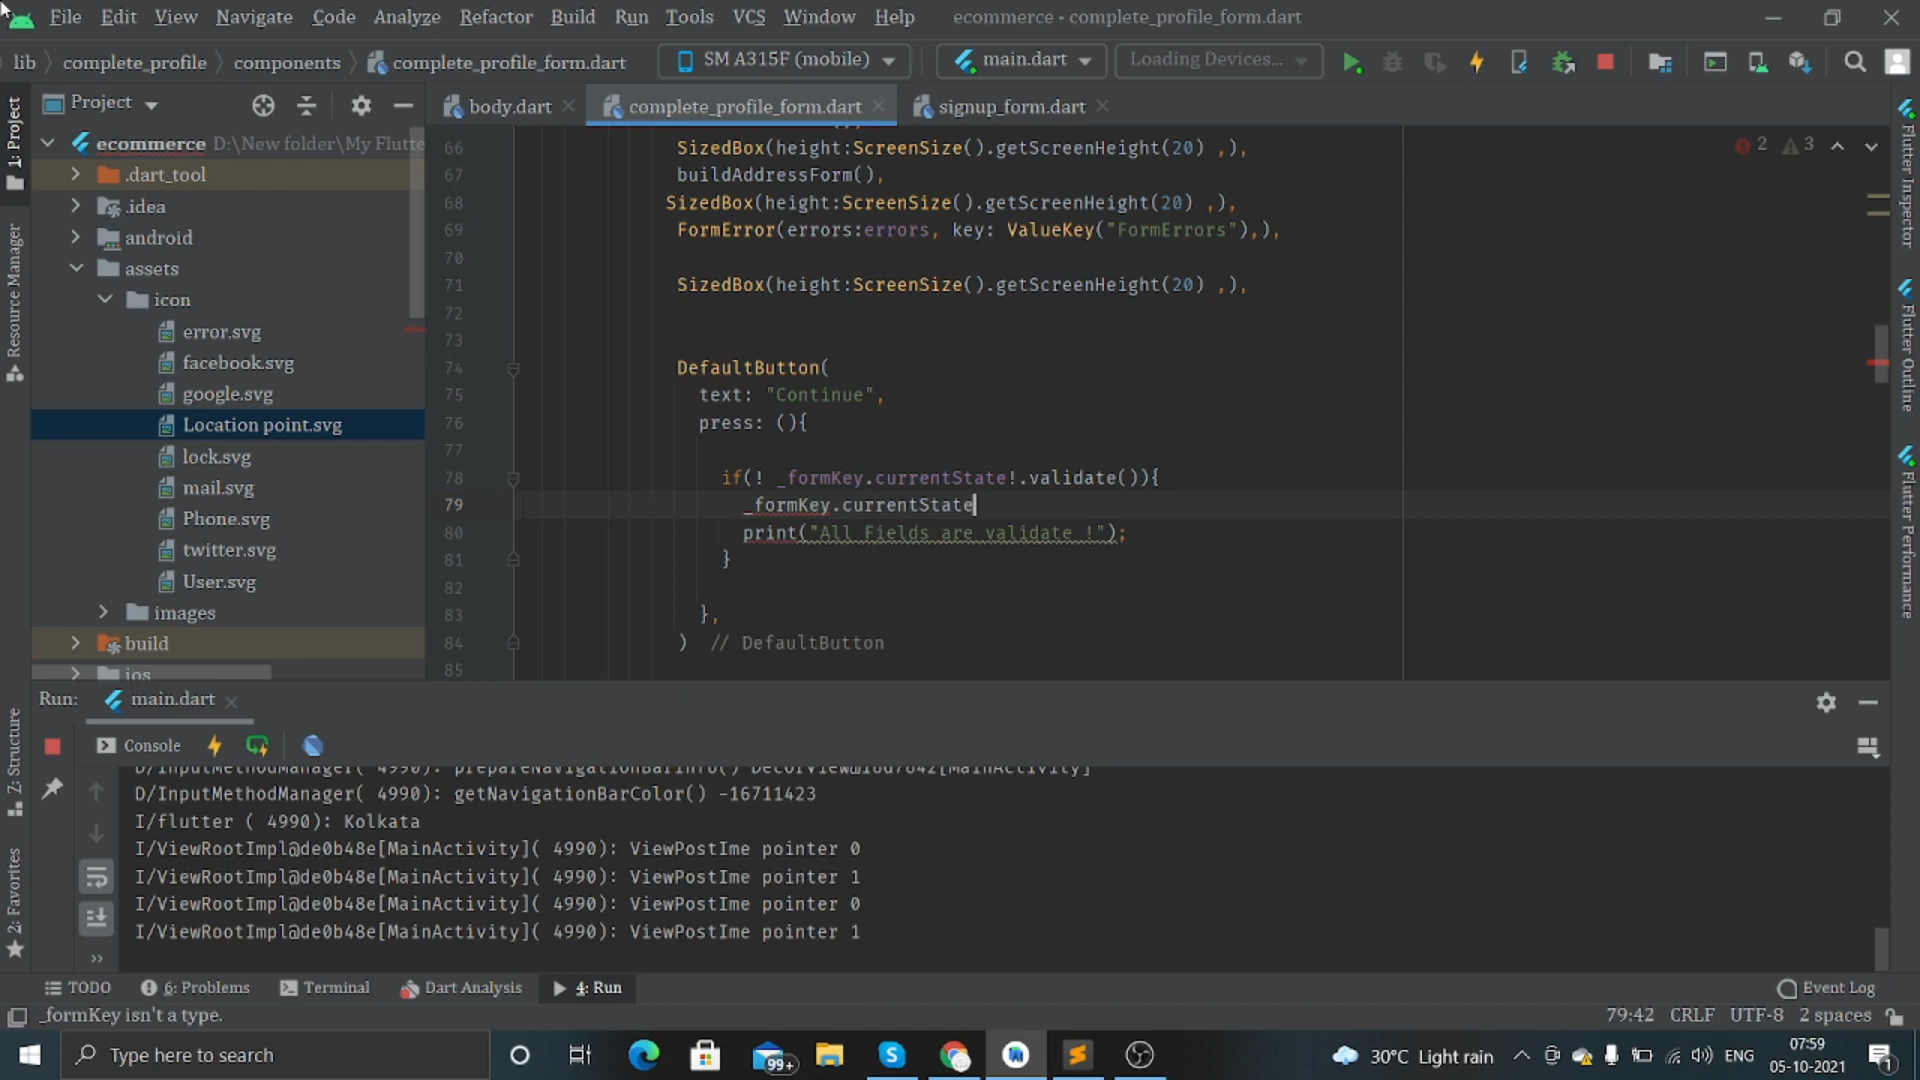 File Edit View Navigate Code Analyze Refactor Build Run Tools VCS Window Help ecommerce - complete_profile_form.dart
lib complete_profile components complete_profile_form.dart SM A315F (mobile) main.dart Loading Devices...
Project body.dart complete_profile_form.dart signup_form.dart
1: Project
Resource Manager
Z: Structure
2: Favorites
ecommerce D:\New folder\My Flutte
.dart_tool
.idea
android
assets
icon
error.svg
facebook.svg
google.svg
Location point.svg
lock.svg
mail.svg
Phone.svg
twitter.svg
User.svg
images
build
ios
2 3
66 SizedBox(height:ScreenSize().getScreenHeight(20) ,),
67 buildAddressForm(),
68 SizedBox(height:ScreenSize().getScreenHeight(20) ,),
69 FormError(errors:errors, key: ValueKey("FormErrors"),),
70
71 SizedBox(height:ScreenSize().getScreenHeight(20) ,),
72
73
74 DefaultButton(
75 text: "Continue",
76 press: (){
77
78 if(! _formKey.currentState!.validate()){
79 _formKey.currentState
80 print("All Fields are validate !");
81 }
82
83 },
84 ) // DefaultButton
85
Flutter Inspector
Flutter Outline
Flutter Performance
Run: main.dart
Console
D/InputMethodManager( 4990): prepareNavigationBarInfo() DecorView@18d7842[MainActivity]
D/InputMethodManager( 4990): getNavigationBarColor() -16711423
I/flutter ( 4990): Kolkata
I/ViewRootImpl@de0b48e[MainActivity]( 4990): ViewPostIme pointer 0
I/ViewRootImpl@de0b48e[MainActivity]( 4990): ViewPostIme pointer 1
I/ViewRootImpl@de0b48e[MainActivity]( 4990): ViewPostIme pointer 0
I/ViewRootImpl@de0b48e[MainActivity]( 4990): ViewPostIme pointer 1
TODO 6: Problems Terminal Dart Analysis 4: Run Event Log
_formKey isn't a type. 79:42 CRLF UTF-8 2 spaces
Type here to search 99+ 30°C Light rain ENG 07:59
05-10-2021 1